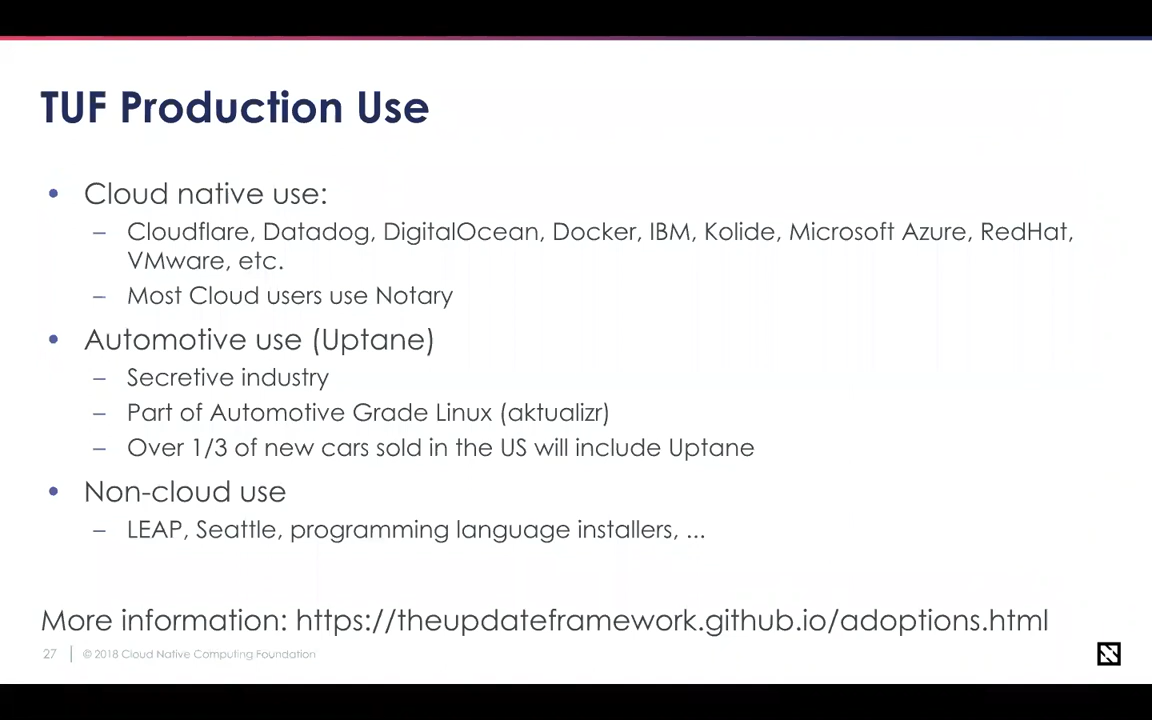 TUF Production Use
• Cloud native use:
– Cloudflare, Datadog, DigitalOcean, Docker, IBM, Kolide, Microsoft Azure, RedHat,
VMware, etc.
– Most Cloud users use Notary
• Automotive use (Uptane)
– Secretive industry
– Part of Automotive Grade Linux (aktualizr)
– Over 1/3 of new cars sold in the US will include Uptane
• Non-cloud use
– LEAP, Seattle, programming language installers, ...
More information: https://theupdateframework.github.io/adoptions.html
27 | © 2018 Cloud Native Computing Foundation